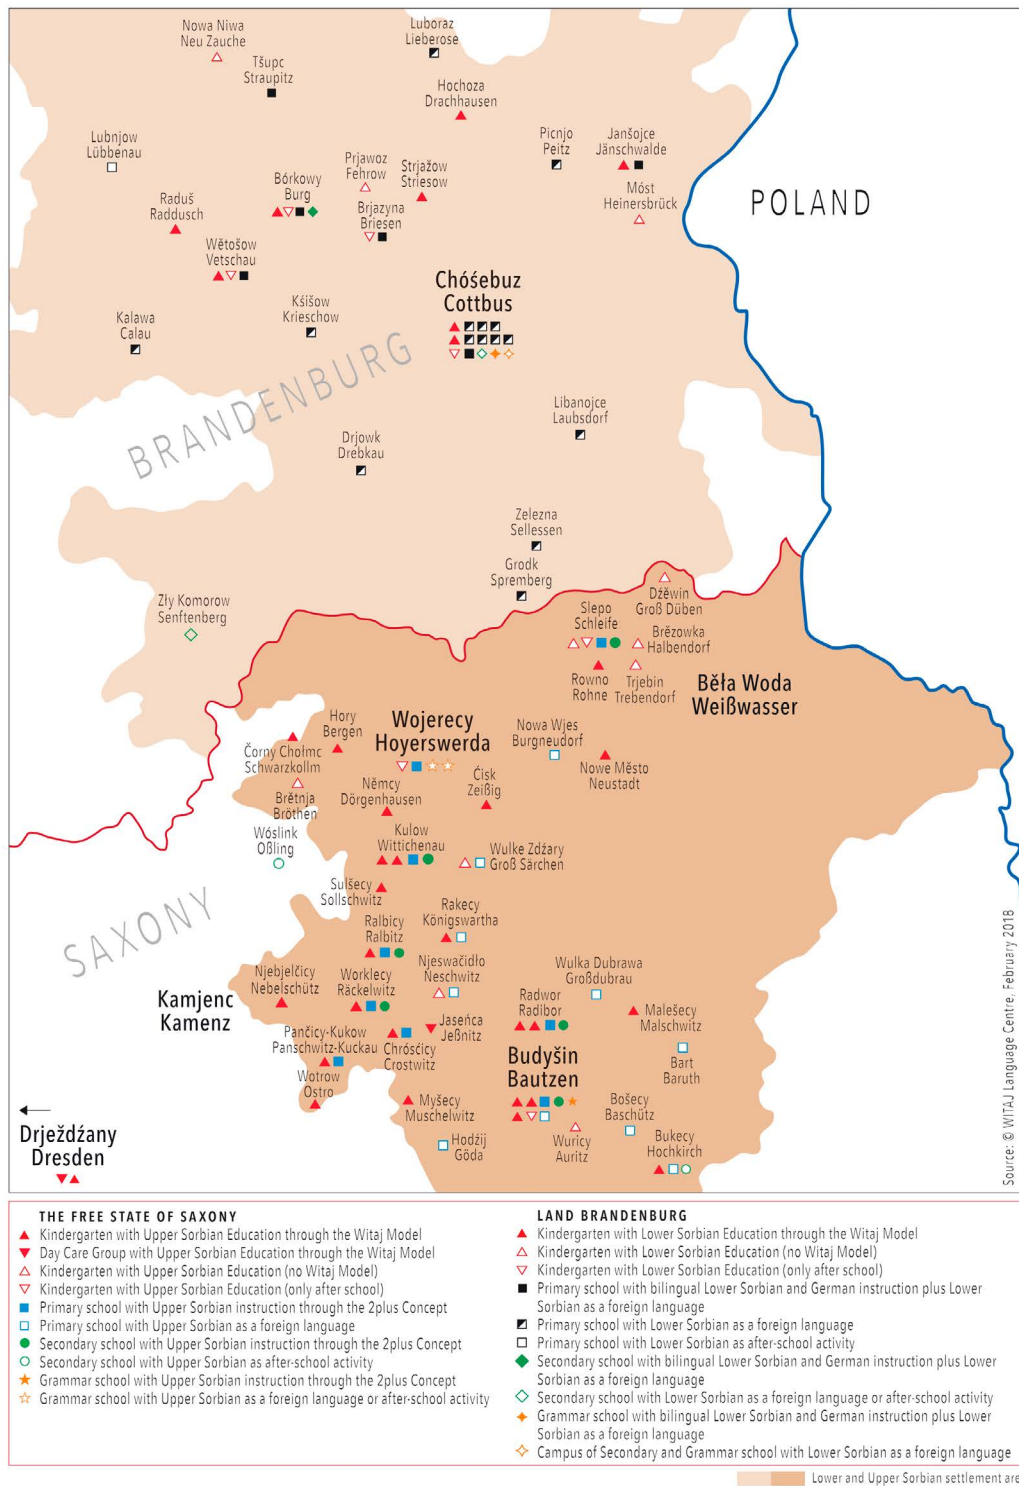 Nowa Niwa
Neu Zauche
Luboraz
Lieberose
Tšupc
Straupitz
Hochoza
Drachhausen
Lubnjow
Lübbenau
Picnjo
Peitz
Janšojce
Jänschwalde
Prjawoz
Fehrow
Strjažow
Striesow
Bórkowy
Burg
Móst
Heinersbrück
Raduš
Raddusch
Brjazyna
Briesen
POLAND
Wětošow
Vetschau
Chóśebuz
Cottbus
Kśišow
Krieschow
Kalawa
Calau
BRANDENBURG
Libanojce
Laubsdorf
Drjowk
Drebkau
Zelezna
Sellessen
Grodk
Spremberg
Zły Komorow
Senftenberg
Dźěwin
Groß Düben
Slepo
Schleife
Brězowka
Halbendorf
Rowno
Rohne
Trjebin
Trebendorf
Běła Woda
Weißwasser
Hory
Bergen
Wojerecy
Hoyerswerda
Nowa Wjes
Burgneudorf
Čorny Chołmc
Schwarzkollm
Nowe Město
Neustadt
Ćisk
Zeißig
Němcy
Dörgenhausen
Brětnja
Bröthen
Wóslink
Oßling
Kulow
Wittichenau
Wulke Zdźary
Groß Särchen
Sulšecy
Sollschwitz
SAXONY
Rakecy
Königswartha
Ralbicy
Ralbitz
Njeswačidło
Neschwitz
Wulka Dubrawa
Großdubrau
Njebjelčicy
Nebelschütz
Worklecy
Räckelwitz
Kamjenc
Kamenz
Radwor
Radibor
Malešecy
Malschwitz
Jaseńca
Jeßnitz
Pančicy-Kukow
Panschwitz-Kuckau
Chrósćicy
Crostwitz
Budyšin
Bautzen
Bart
Baruth
Wotrow
Ostro
Myšecy
Muschelwitz
Bošecy
Baschütz
Drježdźany
Dresden
Hodźij
Göda
Wuricy
Auritz
Bukecy
Hochkirch
Source: © WITAJ Language Centre, February 2018
THE FREE STATE OF SAXONY
Kindergarten with Upper Sorbian Education through the Witaj Model
Day Care Group with Upper Sorbian Education through the Witaj Model
Kindergarten with Upper Sorbian Education (no Witaj Model)
Kindergarten with Upper Sorbian Education (only after school)
Primary school with Upper Sorbian instruction through the 2plus Concept
Primary school with Upper Sorbian as a foreign language
Secondary school with Upper Sorbian instruction through the 2plus Concept
Secondary school with Upper Sorbian as after-school activity
Grammar school with Upper Sorbian instruction through the 2plus Concept
Grammar school with Upper Sorbian as a foreign language or after-school activity
LAND BRANDENBURG
Kindergarten with Lower Sorbian Education through the Witaj Model
Kindergarten with Lower Sorbian Education (no Witaj Model)
Kindergarten with Lower Sorbian Education (only after school)
Primary school with bilingual Lower Sorbian and German instruction plus Lower
Sorbian as a foreign language
Primary school with Lower Sorbian as a foreign language
Primary school with Lower Sorbian as after-school activity
Secondary school with bilingual Lower Sorbian and German instruction plus Lower
Sorbian as a foreign language
Secondary school with Lower Sorbian as a foreign language or after-school activity
Grammar school with bilingual Lower Sorbian and German instruction plus Lower
Sorbian as a foreign language
Campus of Secondary and Grammar school with Lower Sorbian as a foreign language
Lower and Upper Sorbian settlement are